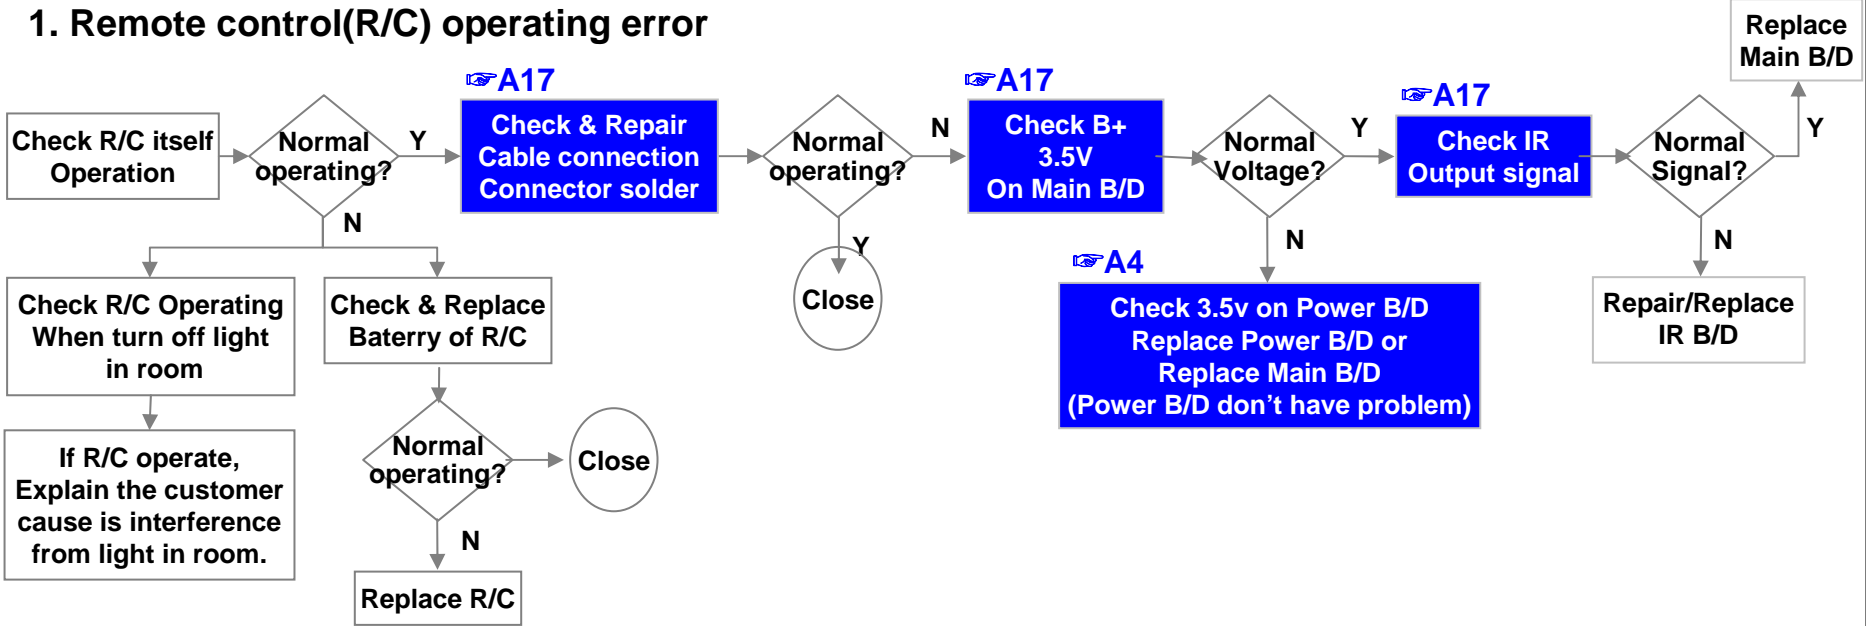 1. Remote control(R/C) operating error
Replace
Main B/D
☞A17
☞A17
☞A17
Check R/C itself
Operation
Normal
operating?
Y
Check & Repair
Cable connection
Connector solder
Normal
operating?
N
Check B+
3.5V
On Main B/D
Normal
Voltage?
Y
Check IR
Output signal
Normal
Signal?
Y
N
Y
N
N
☞A4
Check R/C Operating
When turn off light
in room
Check & Replace
Baterry of R/C
Close
Check 3.5v on Power B/D
Replace Power B/D or
Replace Main B/D
(Power B/D don't have problem)
Repair/Replace
IR B/D
If R/C operate,
Explain the customer
cause is interference
from light in room.
Normal
operating?
Close
N
Replace R/C